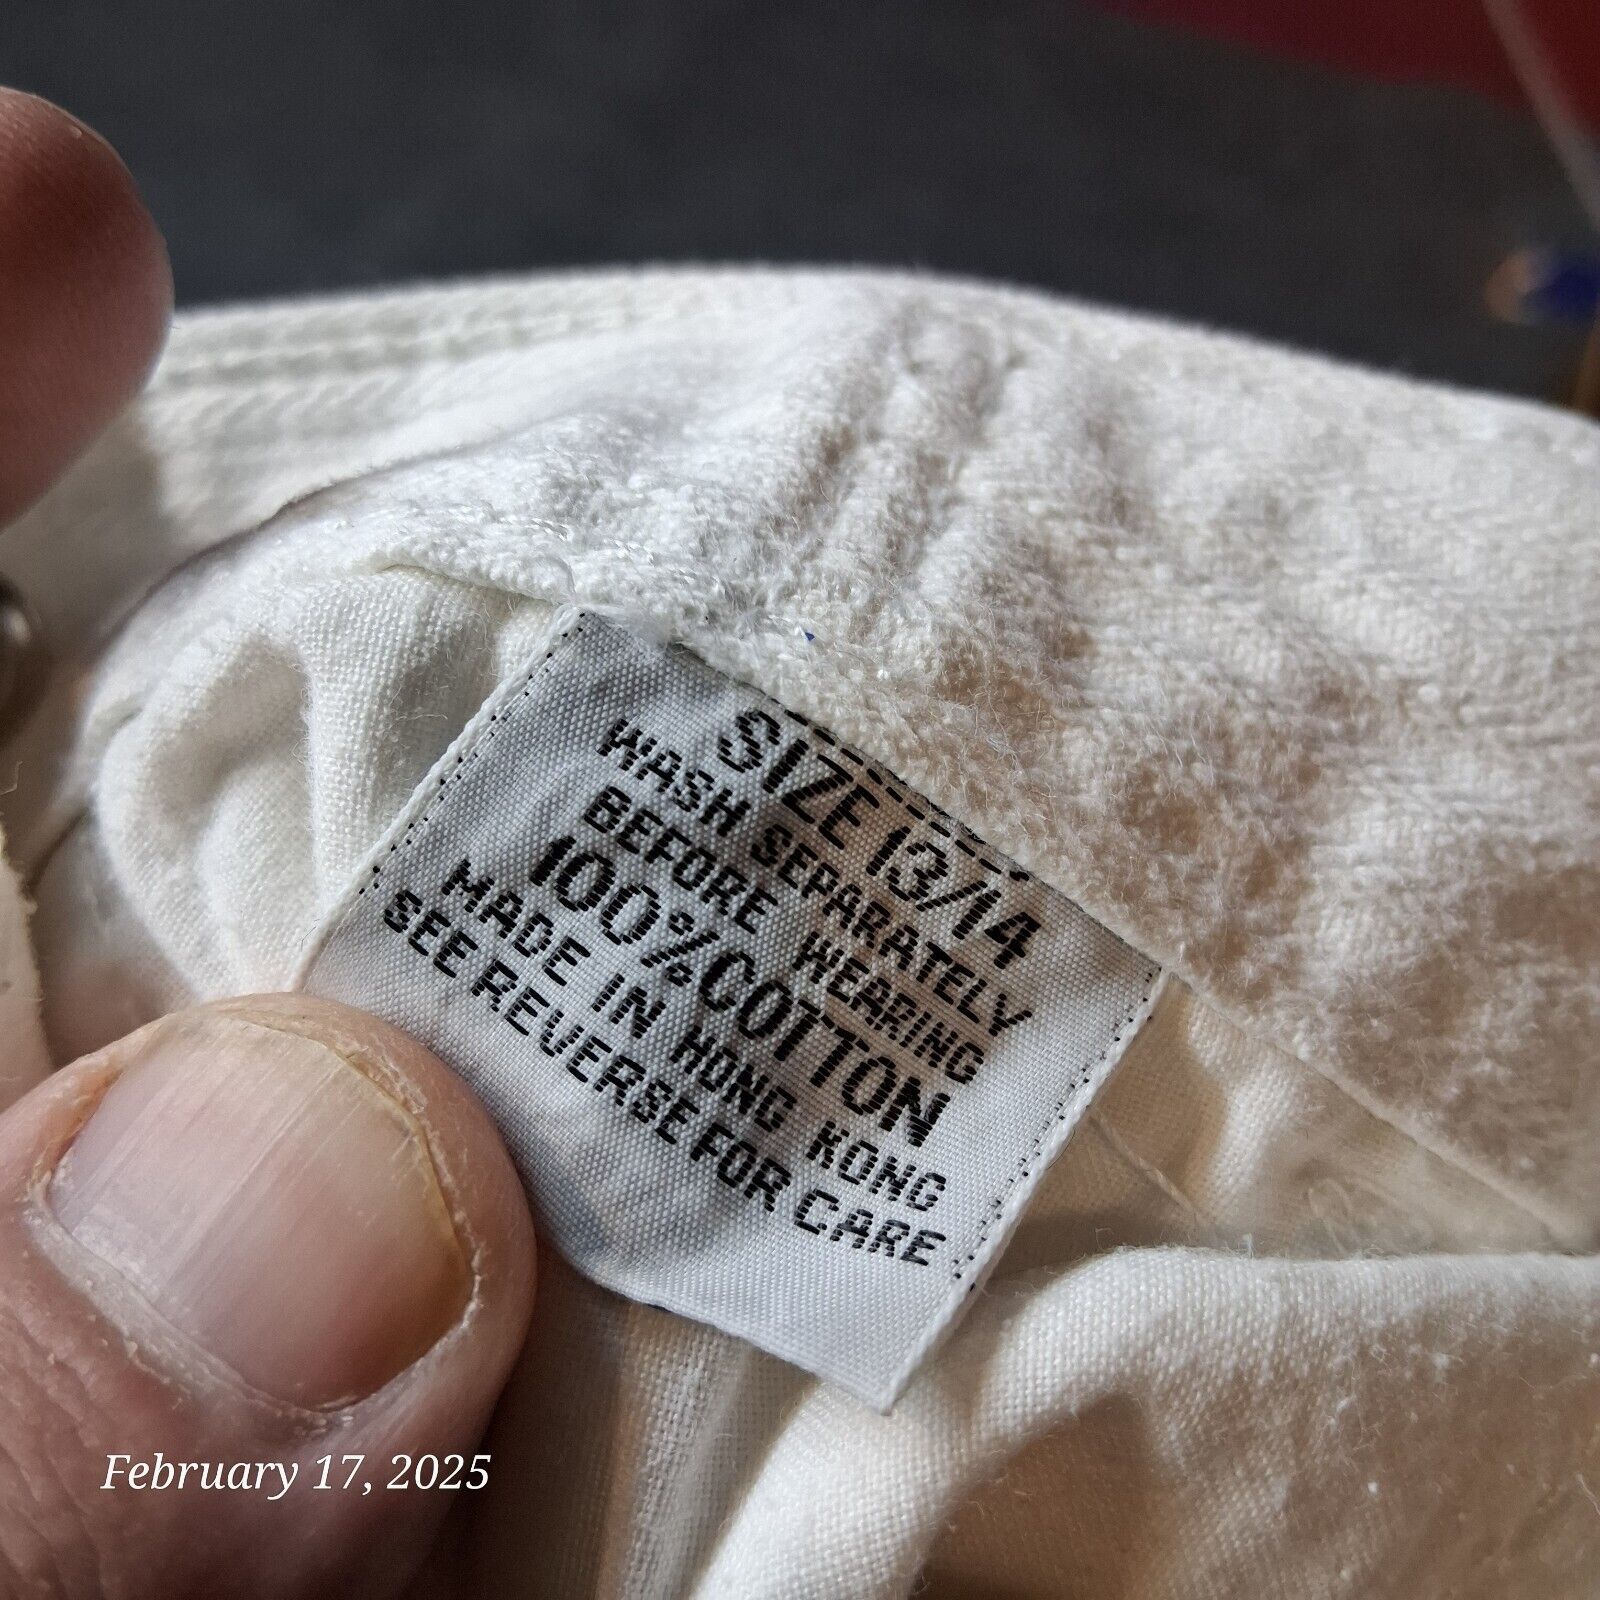 SIZE 13/14
WASH SEPARATELY
BEFORE WEARING
100% COTTON
MADE IN HONG KONG
SEE REVERSE FOR CARE
February 17, 2025